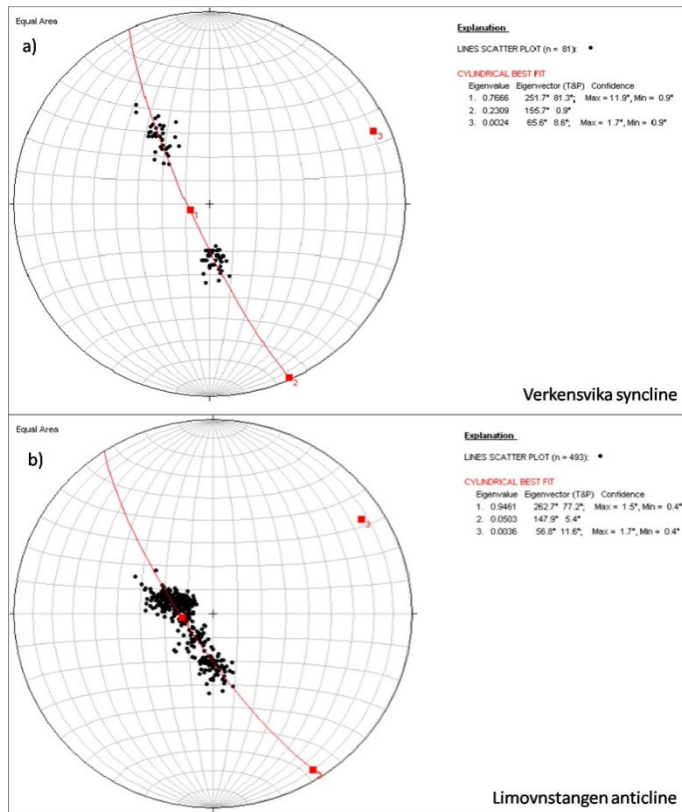 Equal Area
a)
Explanation
LINES SCATTER PLOT (n = 81):
CYLINDRICAL BEST FIT
Eigenvalue Eigenvector (T&P) Confidence
1. 0.7666 251.7° 81.3°; Max = 11.9°, Min = 0.9°
2. 0.2309 155.7° 0.9°
3. 0.0024 65.6° 8.6°; Max = 1.7°, Min = 0.9°
3
1
2
Verkensvika syncline
Equal Area
b)
Explanation
LINES SCATTER PLOT (n = 493):
CYLINDRICAL BEST FIT
Eigenvalue Eigenvector (T&P) Confidence
1. 0.9461 262.7° 77.2°; Max = 1.5°, Min = 0.4°
2. 0.0503 147.9° 5.4°
3. 0.0036 56.8° 11.6°; Max = 1.7°, Min = 0.4°
3
Limovnstangen anticline